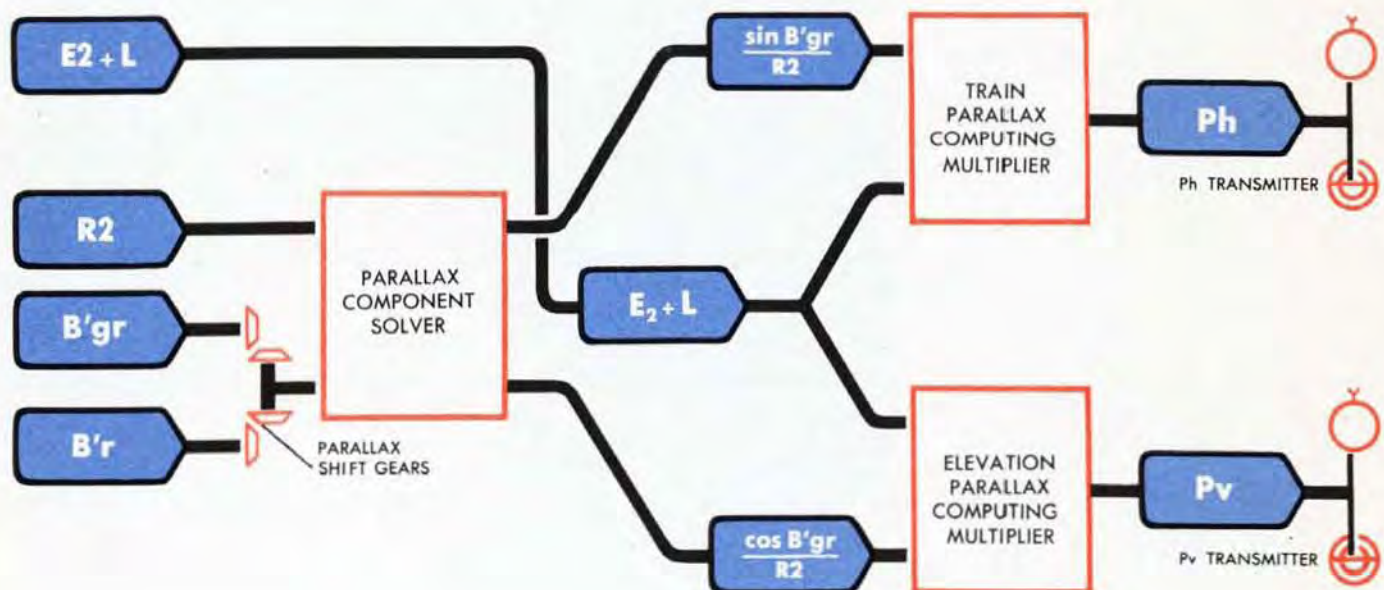 E2 + L
R2
B'gr
B'r
PARALLAX
SHIFT GEARS
PARALLAX
COMPONENT
SOLVER
sin B'gr
R2
E₂ + L
cos B'gr
R2
TRAIN
PARALLAX
COMPUTING
MULTIPLIER
Ph
Ph TRANSMITTER
ELEVATION
PARALLAX
COMPUTING
MULTIPLIER
Pv
Pv TRANSMITTER